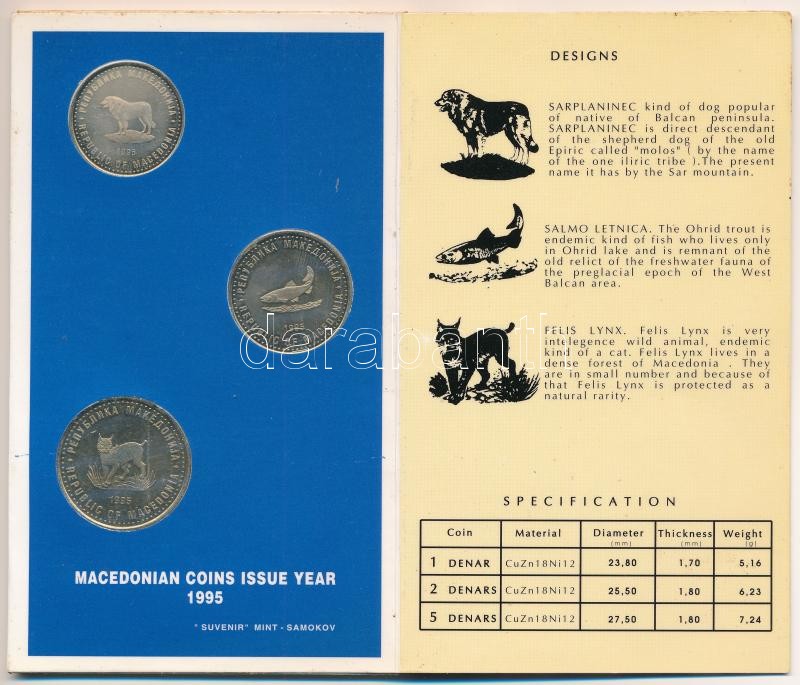 РЕПУБЛИКА МАКЕДОНИЈА
REPUBLIC OF MACEDONIA
1995
РЕПУБЛИКА МАКЕДОНИЈА
REPUBLIC OF MACEDONIA
1995
РЕПУБЛИКА МАКЕДОНИЈА
REPUBLIC OF MACEDONIA
1995
MACEDONIAN COINS ISSUE YEAR
1995
" SUVENIR" MINT - SAMOKOV
DESIGNS
SARPLANINEC kind of dog popular
of native of Balcan peninsula.
SARPLANINEC is direct descendant
of the shepherd dog of the old
Epiric called "molos" ( by the name
of the one iliric tribe ).The present
name it has by the Sar mountain.
SALMO LETNICA. The Ohrid trout is
endemic kind of fish who lives only
in Ohrid lake and is remnant of the
old relict of the freshwater fauna of
the preglacial epoch of the West
Balcan area.
FELIS LYNX. Felis Lynx is very
intelegence wild animal, endemic
kind of a cat. Felis Lynx lives in a
dense forest of Macedonia . They
are in small number and because of
that Felis Lynx is protected as a
natural rarity.
SPECIFICATION
Coin Material Diameter (mm) Thickness (mm) Weight (g)
1 DENAR CuZn18Ni12 23,80 1,70 5,16
2 DENARS CuZn18Ni12 25,50 1,80 6,23
5 DENARS CuZn18Ni12 27,50 1,80 7,24